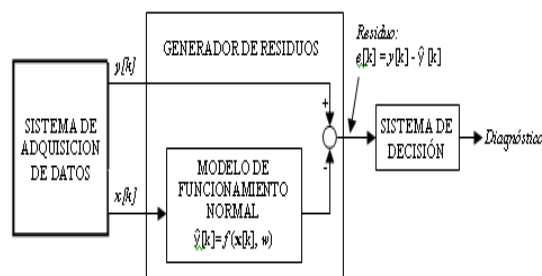 GENERADOR DE RESIDUOS
Residuo:
e[k] = y[k] - ŷ [k]
y[k]
+
SISTEMA DE
ADQUISICION
DE DATOS
SISTEMA DE
DECISIÓN
Diagnóstico
-
MODELO DE
FUNCIONAMIENTO
NORMAL
ŷ[k]= f (x[k], w)
x[k]